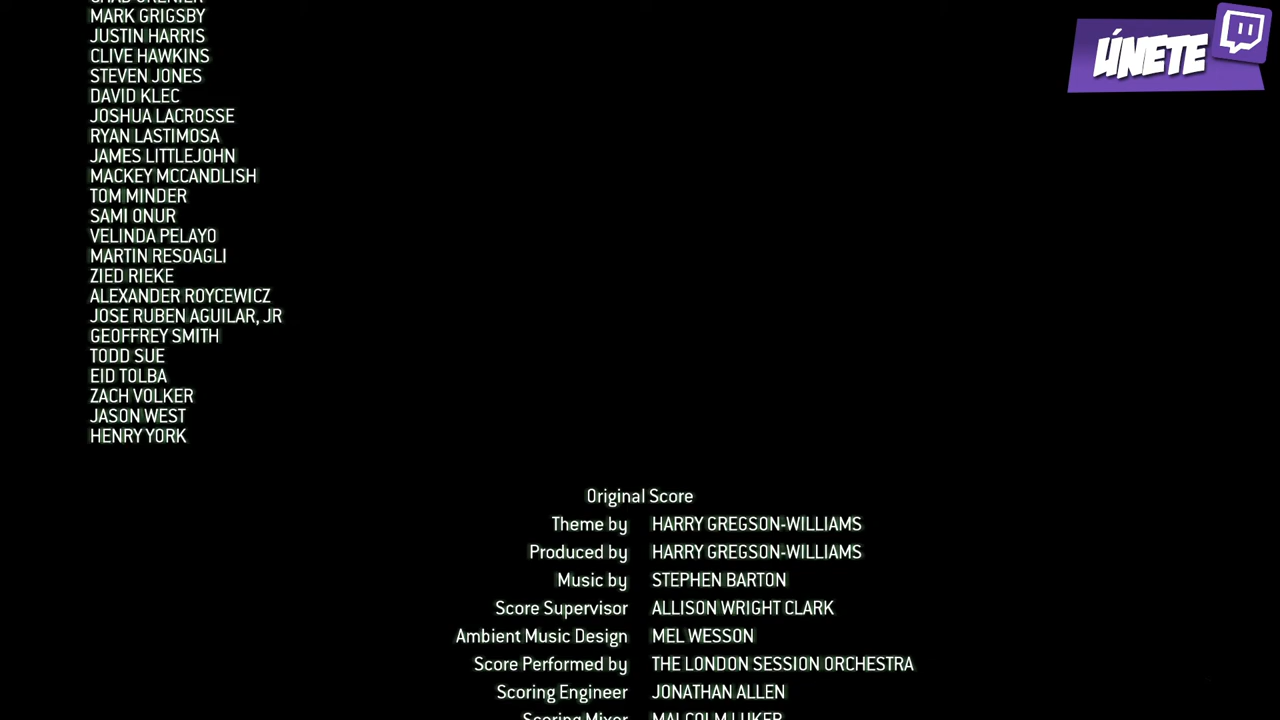 MARK GRIGSBY
JUSTIN HARRIS
CLIVE HAWKINS
STEVEN JONES
DAVID KLEC
JOSHUA LACROSSE
RYAN LASTIMOSA
JAMES LITTLEJOHN
MACKEY MCCANDLISH
TOM MINDER
SAMI ONUR
VELINDA PELAYO
MARTIN RESOAGLI
ZIED RIEKE
ALEXANDER ROYCEWICZ
JOSE RUBEN AGUILAR, JR
GEOFFREY SMITH
TODD SUE
EID TOLBA
ZACH VOLKER
JASON WEST
HENRY YORK
ÚNETE
Original Score
Theme by HARRY GREGSON-WILLIAMS
Produced by HARRY GREGSON-WILLIAMS
Music by STEPHEN BARTON
Score Supervisor ALLISON WRIGHT CLARK
Ambient Music Design MEL WESSON
Score Performed by THE LONDON SESSION ORCHESTRA
Scoring Engineer JONATHAN ALLEN
Scoring Mixer MALCOLM LUKER